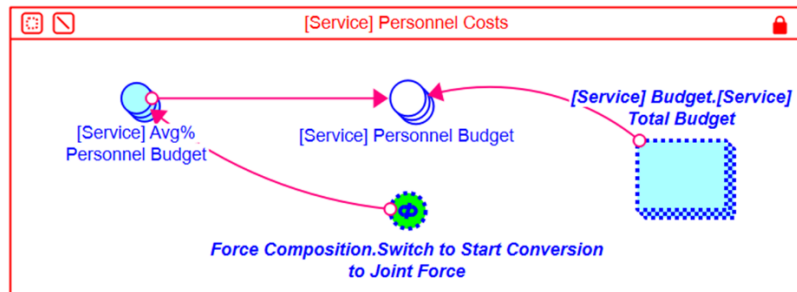 [Service] Personnel Costs
[Service] Budget.[Service]
Total Budget
[Service] Avg%
Personnel Budget
[Service] Personnel Budget
Force Composition.Switch to Start Conversion
to Joint Force